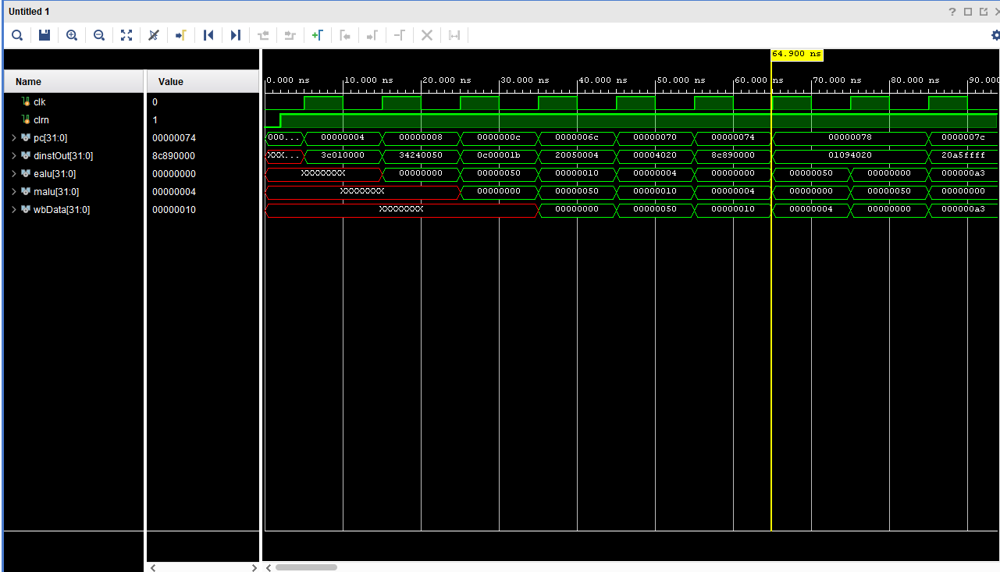 Untitled 1
64.900 ns
Name Value
0.000 ns 10.000 ns 20.000 ns 30.000 ns 40.000 ns 50.000 ns 60.000 ns 70.000 ns 80.000 ns 90.000
clk 0
clrn 1
pc[31:0] 00000074 000... 00000004 00000008 0000000c 0000006c 00000070 00000074 00000078 0000007c
dinstOut[31:0] 8c890000 XXX... 3c010000 34240050 0c00001b 20050004 00004020 8c890000 01094020 20a5ffff
ealu[31:0] 00000000 XXXXXXXX 00000000 00000050 00000010 00000004 00000000 00000050 00000000 000000a3
malu[31:0] 00000004 XXXXXXXX 00000000 00000050 00000010 00000004 00000000 00000050 00000000
wbData[31:0] 00000010 XXXXXXXX 00000000 00000050 00000010 00000004 00000000 000000a3